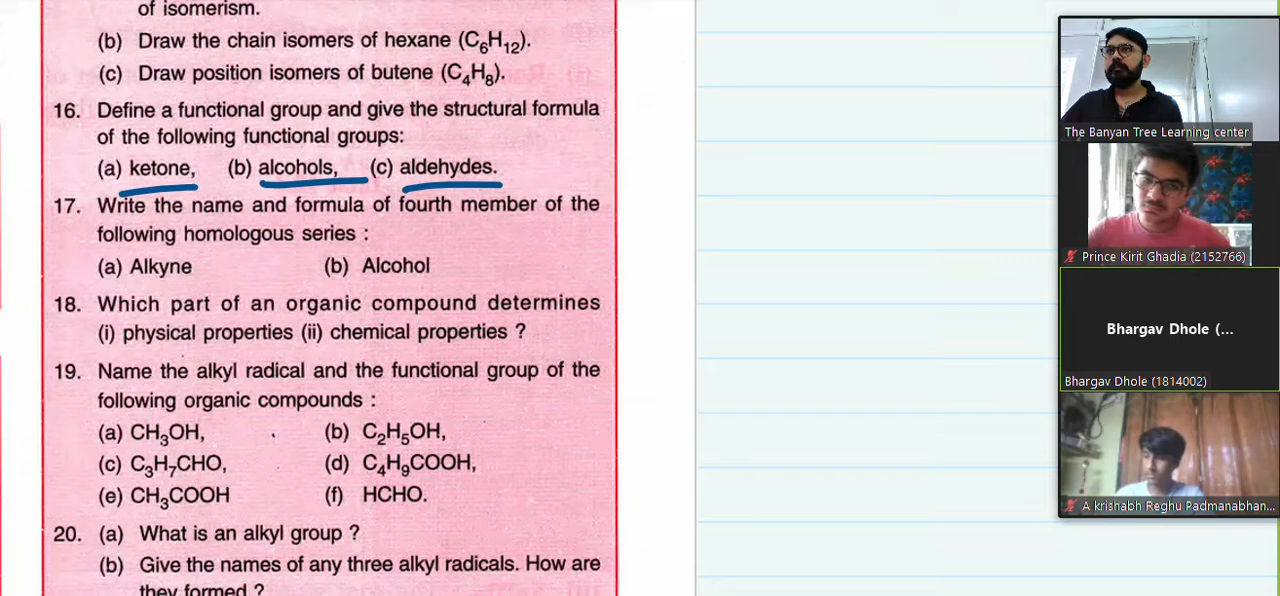 of isomerism.
(b) Draw the chain isomers of hexane (C₆H₁₂).
(c) Draw position isomers of butene (C₄H₈).
16. Define a functional group and give the structural formula
of the following functional groups:
(a) ketone, (b) alcohols, (c) aldehydes.
17. Write the name and formula of fourth member of the
following homologous series :
(a) Alkyne (b) Alcohol
18. Which part of an organic compound determines
(i) physical properties (ii) chemical properties ?
19. Name the alkyl radical and the functional group of the
following organic compounds :
(a) CH₃OH, (b) C₂H₅OH,
(c) C₃H₇CHO, (d) C₄H₉COOH,
(e) CH₃COOH (f) HCHO.
20. (a) What is an alkyl group ?
(b) Give the names of any three alkyl radicals. How are
they formed ?
The Banyan Tree Learning center
Prince Kirit Ghadia (2152766)
Bhargav Dhole (...
Bhargav Dhole (1814002)
A krishabh Reghu Padmanabhan...